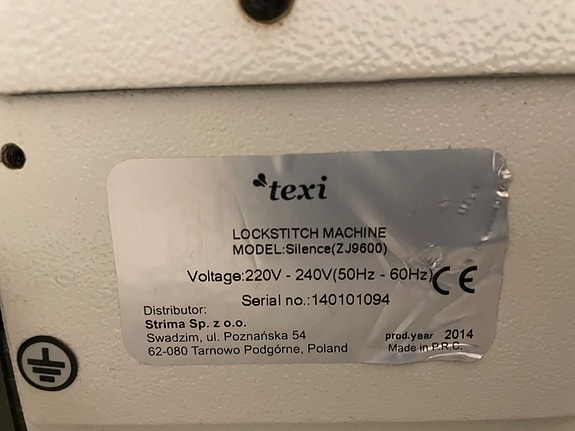 texi
LOCKSTITCH MACHINE
MODEL:Silence(ZJ9600)
Voltage:220V - 240V(50Hz - 60Hz)
CE
Serial no.:140101094
Distributor:
Strima Sp. z o.o.
Swadzim, ul. Poznańska 54
62-080 Tarnowo Podgórne, Poland
prod.year 2014
Made in P.R.C.